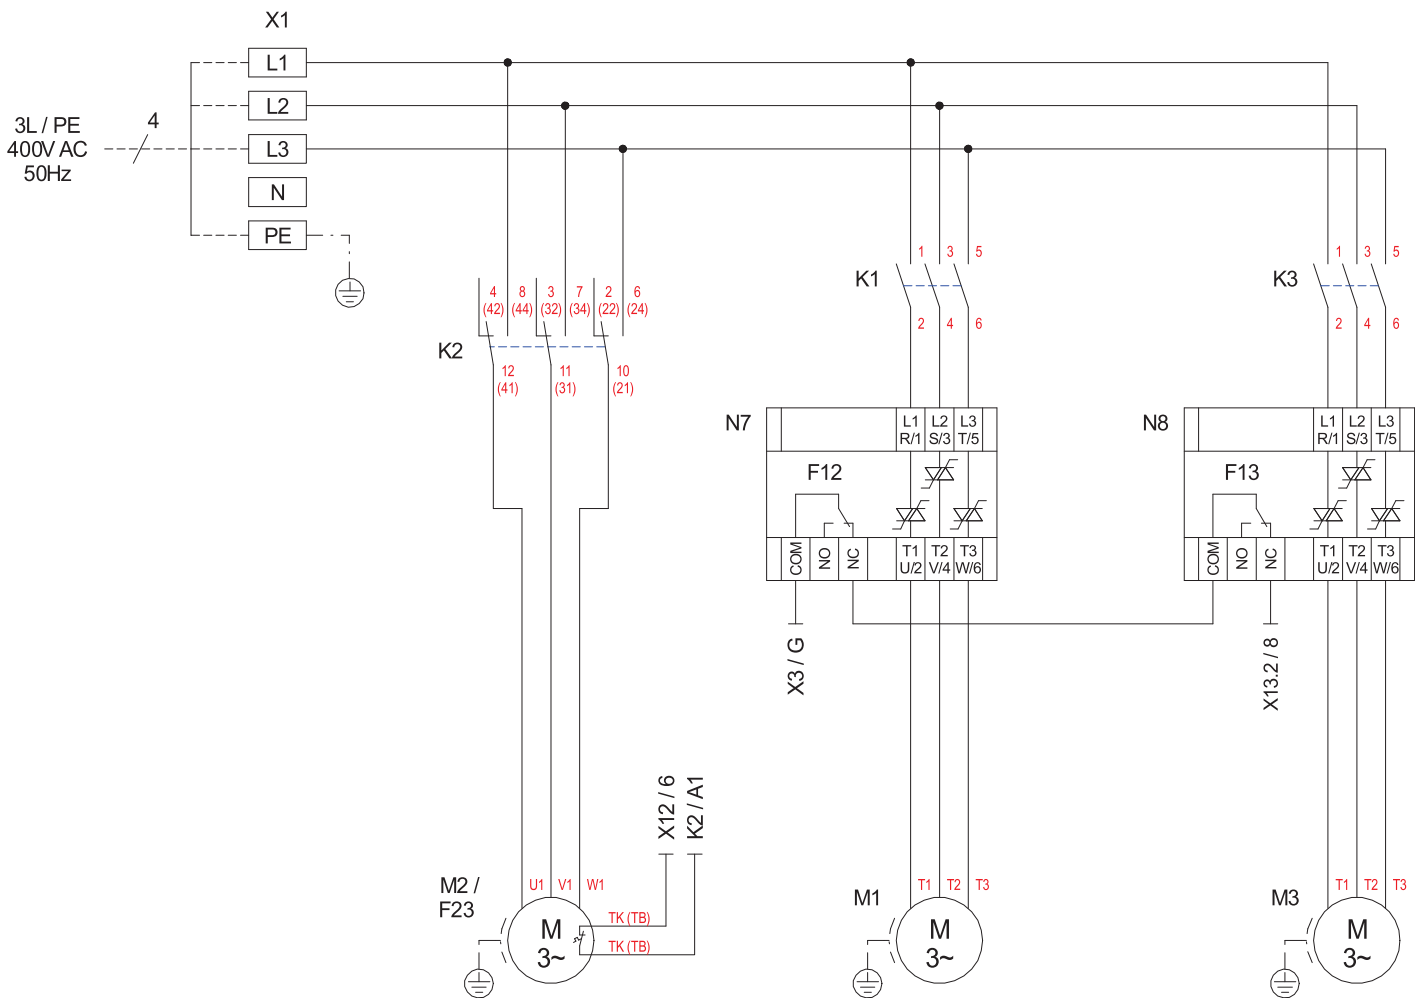 X1
L1
L2
L3
N
PE
3L / PE
400V AC
50Hz
4
K2
4 8 3 7 2 6
(42) (44) (32) (34) (22) (24)
12 11 10
(41) (31) (21)
K1
1 3 5
2 4 6
K3
1 3 5
2 4 6
N7
L1 L2 L3
R/1 S/3 T/5
F12
COM NO NC
T1 T2 T3
U/2 V/4 W/6
X3 / G
N8
L1 L2 L3
R/1 S/3 T/5
F13
COM NO NC
T1 T2 T3
U/2 V/4 W/6
X13.2 / 8
X12 / 6
K2 / A1
M2 /
F23
U1 V1 W1
M
3~
TK (TB)
TK (TB)
M1
T1 T2 T3
M
3~
M3
T1 T2 T3
M
3~